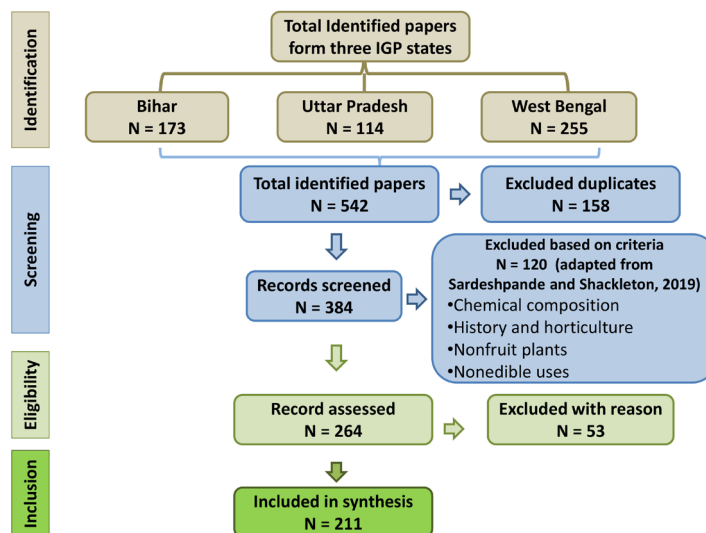 Identification
Total Identified papers
form three IGP states
Bihar
N = 173
Uttar Pradesh
N = 114
West Bengal
N = 255
Screening
Total identified papers
N = 542
Excluded duplicates
N = 158
Records screened
N = 384
Excluded based on criteria
N = 120 (adapted from
Sardeshpande and Shackleton, 2019)
•Chemical composition
•History and horticulture
•Nonfruit plants
•Nonedible uses
Eligibility
Record assessed
N = 264
Excluded with reason
N = 53
Inclusion
Included in synthesis
N = 211